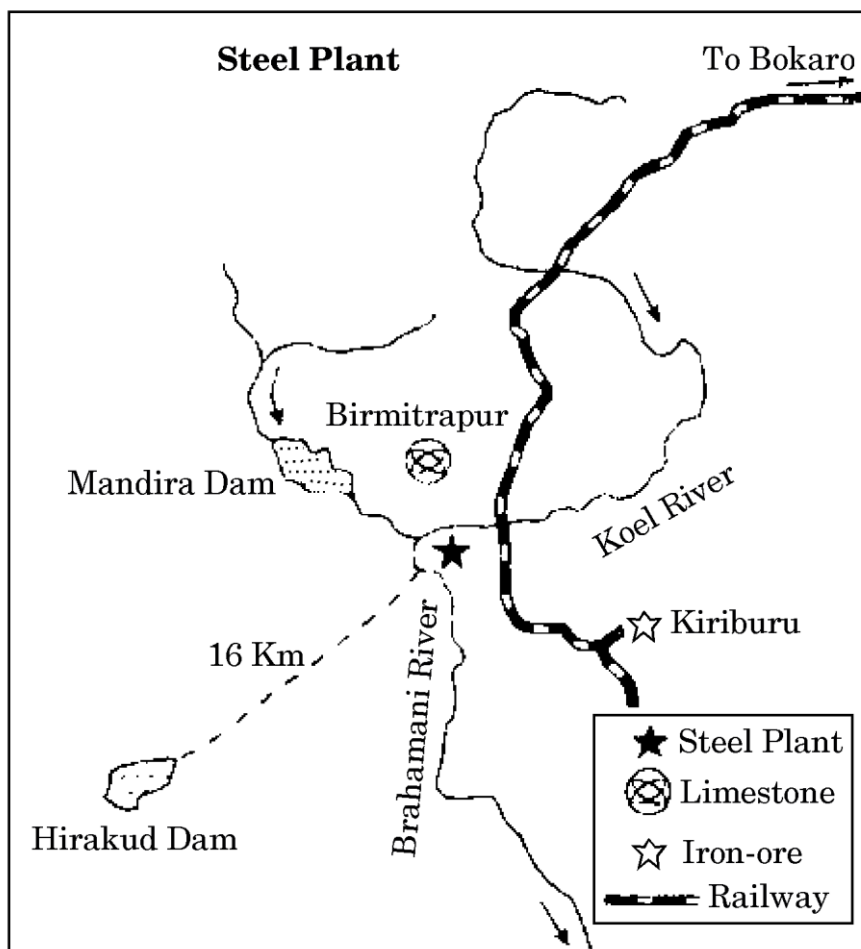 Steel Plant
To Bokaro
Birmitrapur
Mandira Dam
Koel River
Kiriburu
16 Km
Brahamani River
Hirakud Dam
Steel Plant
Limestone
Iron-ore
Railway